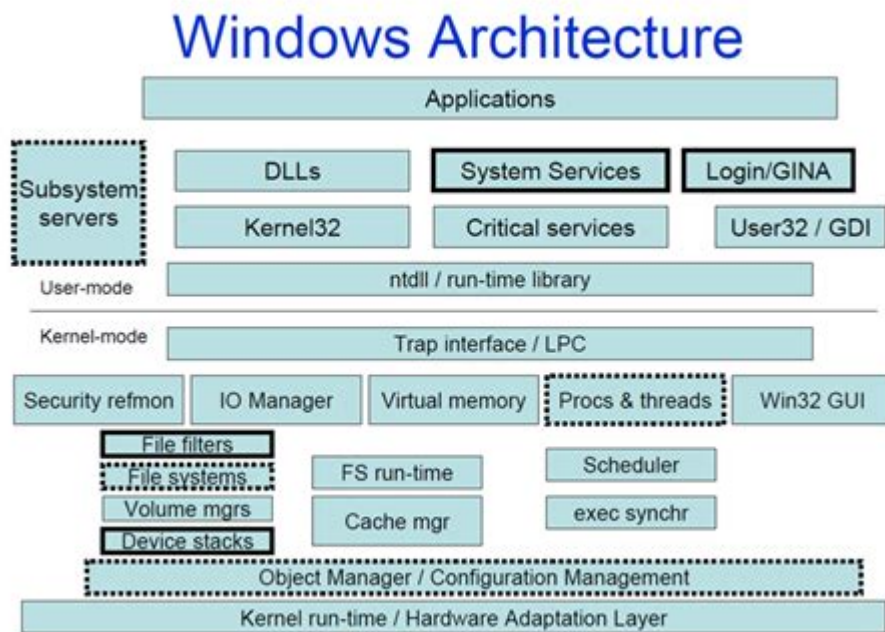 Windows Architecture
Applications
Subsystem
servers
DLLs
System Services
Login/GINA
Kernel32
Critical services
User32 / GDI
ntdll / run-time library
User-mode
Kernel-mode
Trap interface / LPC
Security refmon
IO Manager
Virtual memory
Procs & threads
Win32 GUI
File filters
File systems
Volume mgrs
Device stacks
FS run-time
Cache mgr
Scheduler
exec synchr
Object Manager / Configuration Management
Kernel run-time / Hardware Adaptation Layer